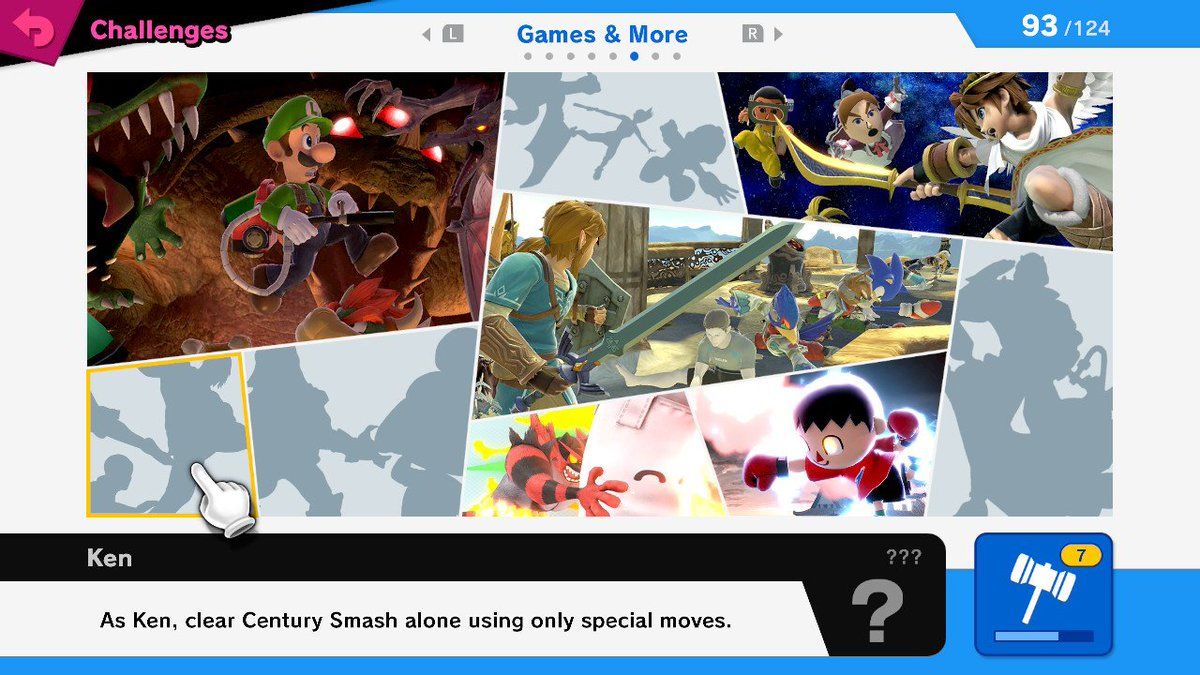 Challenges
L
Games & More
R
93 /124
Ken
???
?
7
As Ken, clear Century Smash alone using only special moves.